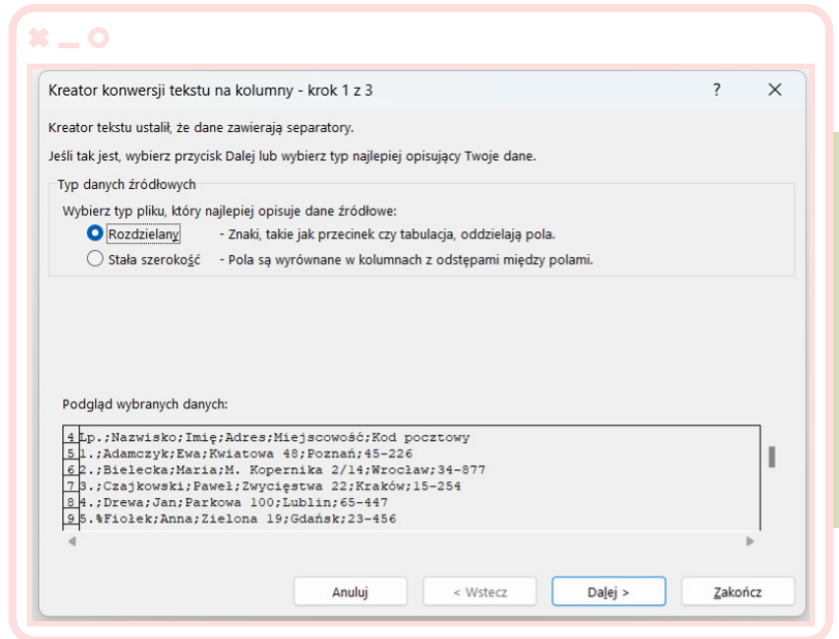 Kreator konwersji tekstu na kolumny - krok 1 z 3 ?
Kreator tekstu ustalił, że dane zawierają separatory.
Jeśli tak jest, wybierz przycisk Dalej lub wybierz typ najlepiej opisujący Twoje dane.
Typ danych źródłowych
Wybierz typ pliku, który najlepiej opisuje dane źródłowe:
Rozdzielany - Znaki, takie jak przecinek czy tabulacja, oddzielają pola.
Stała szerokość - Pola są wyrównane w kolumnach z odstępami między polami.
Podgląd wybranych danych:
4 Lp.;Nazwisko;Imię;Adres;Miejscowość;Kod pocztowy
5 1.;Adamczyk;Ewa;Kwiatowa 48;Poznań;45-226
6 2.;Bielecka;Maria;M. Kopernika 2/14;Wrocław;34-877
7 3.;Czajkowski;Paweł;Zwycięstwa 22;Kraków;15-254
8 4.;Drewa;Jan;Parkowa 100;Lublin;65-447
9 5.%Fiołek;Anna;Zielona 19;Gdańsk;23-456
Anuluj < Wstecz Dalej > Zakończ